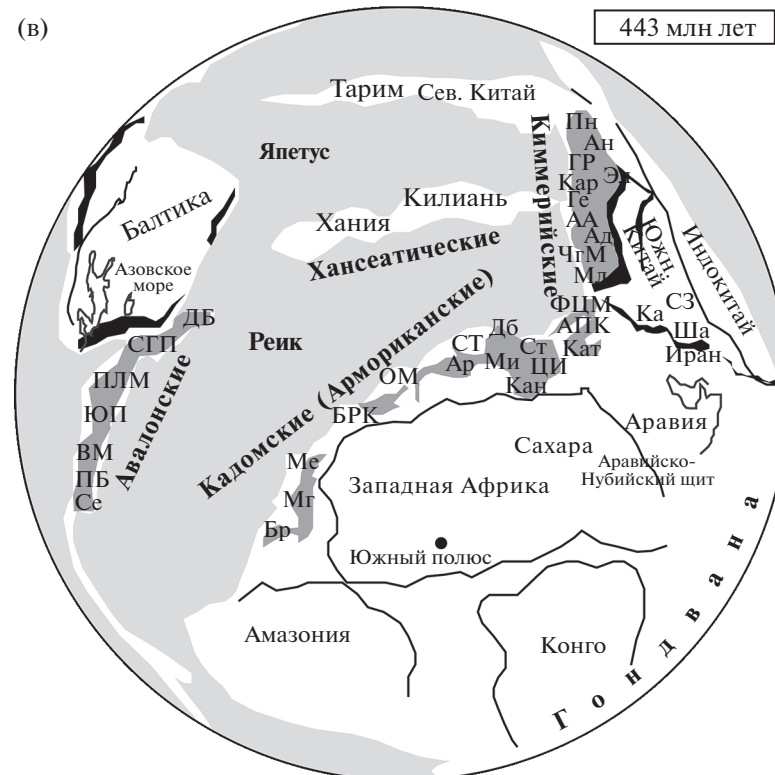 (в)
443 млн лет
Тарим
Сев. Китай
Япетус
Балтика
Азовское
море
Хания
Килиань
Хансеатические
Киммерийские
Пн
Ан
ГР
Кар
Эл
Ге
АА
Ад
ЧгМ
Мл
Южн.
Китай
Индокитай
ФЦМ
АПК
Кат
Ка
СЗ
Ша
Иран
ДБ
СГП
ПЛМ
ЮП
ВМ
ПБ
Се
Авалонские
Реик
Кадомские (Армориканские)
Дб
СТ
Ст
Ар
Ми
ЦИ
Кан
ОМ
БРК
Ме
Мг
Бр
Сахара
Аравия
Аравийско-
Нубийский щит
Западная Африка
Южный полюс
Амазония
Конго
Гондвана